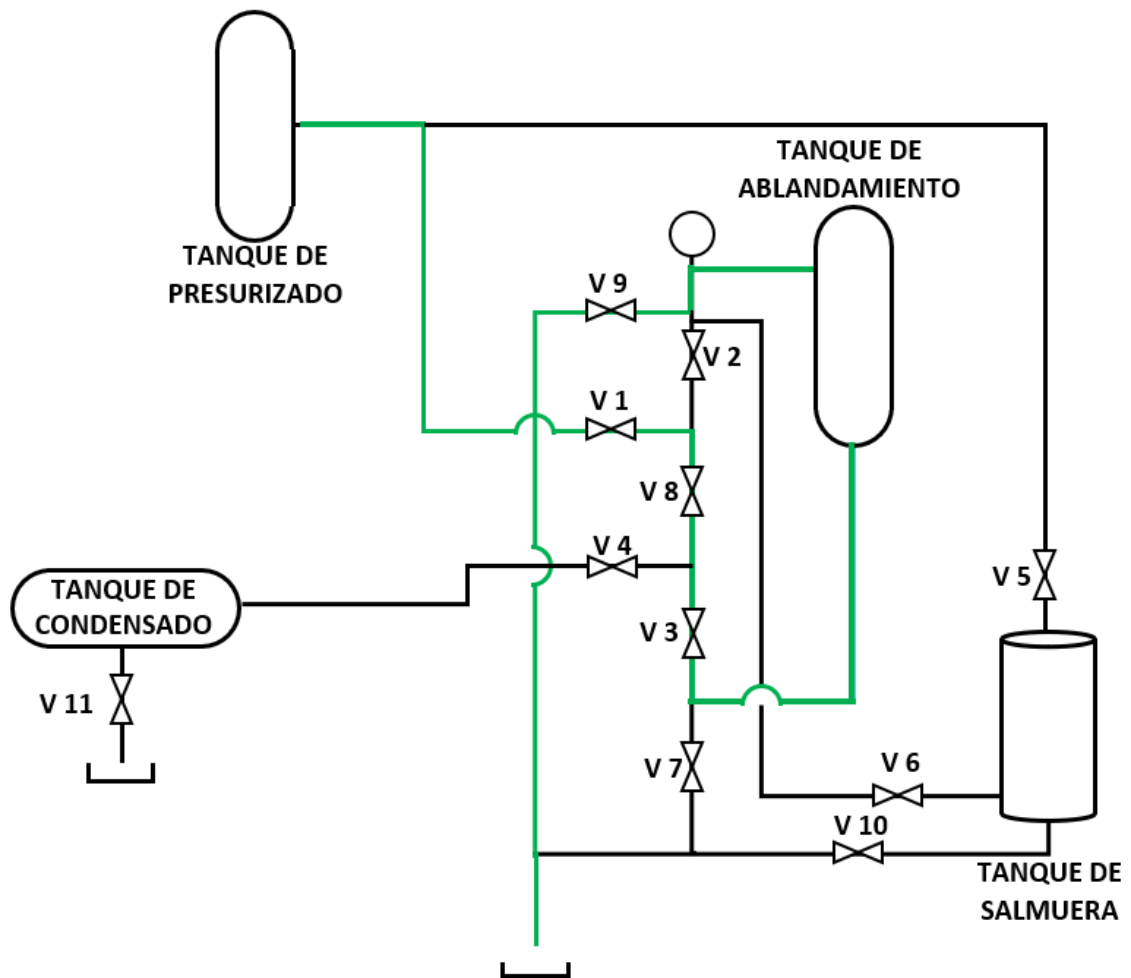 TANQUE DE
ABLANDAMIENTO
TANQUE DE
PRESURIZADO
V 9
V 2
V 1
V 8
V 4
V 5
TANQUE DE
CONDENSADO
V 3
V 11
V 7
V 6
V 10
TANQUE DE
SALMUERA